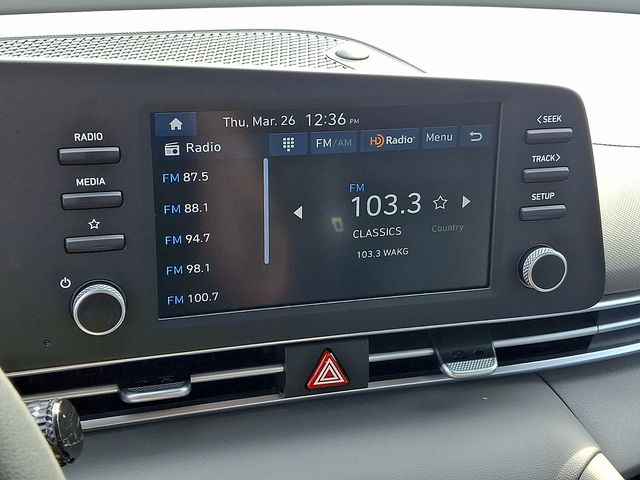 Thu, Mar. 26 12:36 PM
Radio FM/AM HD Radio Menu
RADIO
MEDIA
FM 87.5
FM 88.1
FM 94.7
FM 98.1
FM 100.7
FM
103.3
CLASSICS
Country
103.3 WAKG
<SEEK
TRACK>
SETUP